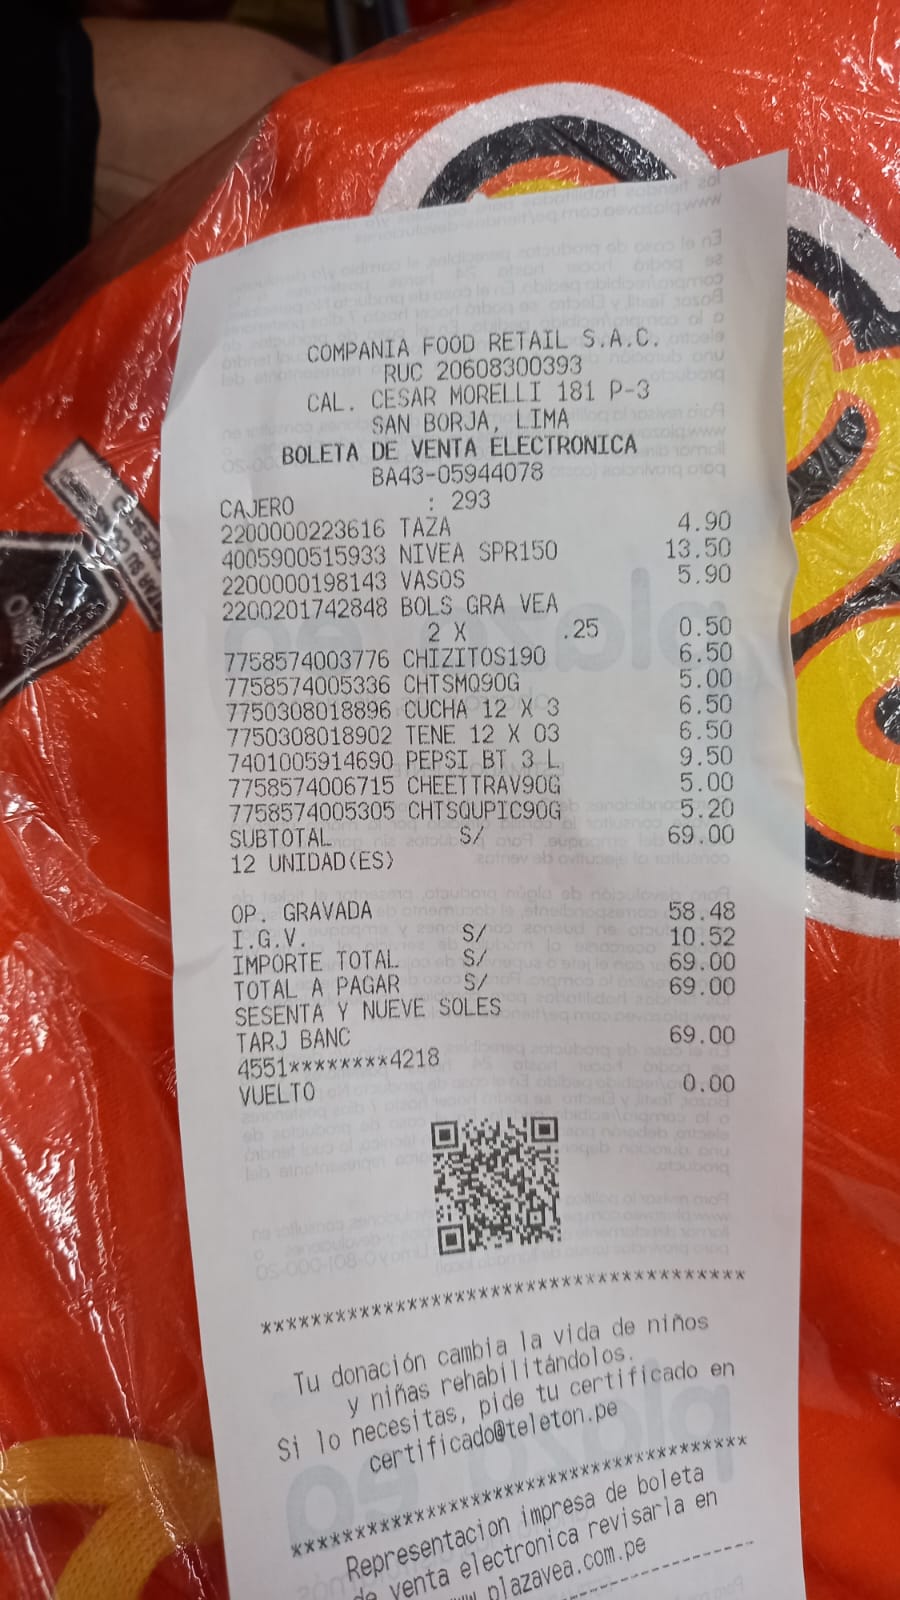 COMPANIA FOOD RETAIL S.A.C.
RUC 20608300393
CAL. CESAR MORELLI 181 P-3
SAN BORJA, LIMA
BOLETA DE VENTA ELECTRONICA
BA43-05944078
CAJERO : 293
2200000223616 TAZA 4.90
4005900515933 NIVEA SPR150 13.50
2200000198143 VASOS 5.90
2200201742848 BOLS GRA VEA
2 X .25 0.50
7758574003776 CHIZITOS190 6.50
7758574005336 CHTSMQ90G 5.00
7750308018896 CUCHA 12 X 3 6.50
7750308018902 TENE 12 X 03 6.50
7401005914690 PEPSI BT 3 L 9.50
7758574006715 CHEETTRAV90G 5.00
7758574005305 CHTSQUPIC90G 5.20
SUBTOTAL S/ 69.00
12 UNIDAD(ES)
OP. GRAVADA 58.48
I.G.V. S/ 10.52
IMPORTE TOTAL S/ 69.00
TOTAL A PAGAR S/ 69.00
SESENTA Y NUEVE SOLES
TARJ BANC 69.00
4551********4218
VUELTO 0.00
****************************************
Tu donación cambia la vida de niños
y niñas rehabilitándolos.
Si lo necesitas, pide tu certificado en
certificado@teleton.pe
****************************************
Representacion impresa de boleta
de venta electronica revisarla en
www.plazavea.com.pe